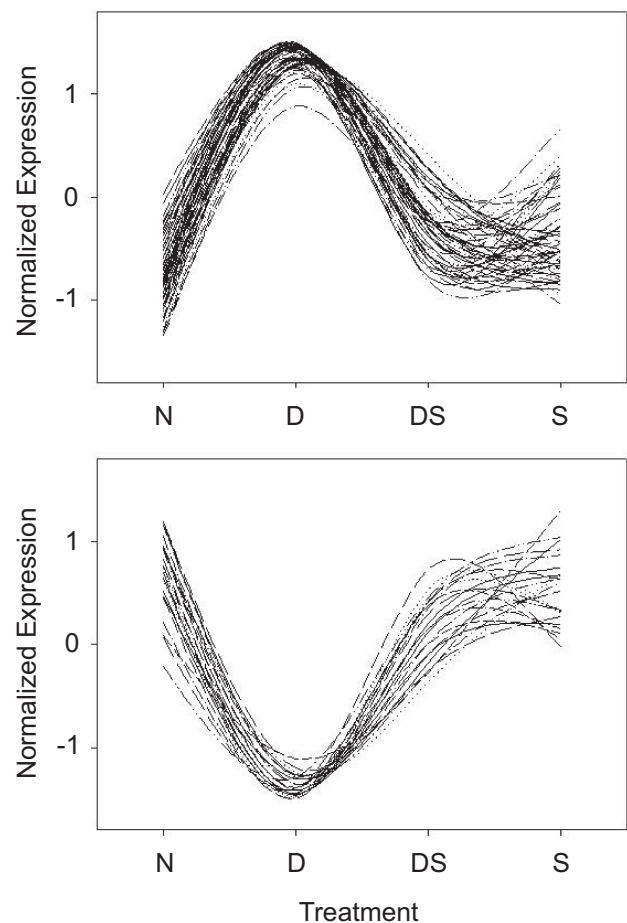 Normalized Expression
1
0
-1
N D DS S
Normalized Expression
1
0
-1
N D DS S
Treatment